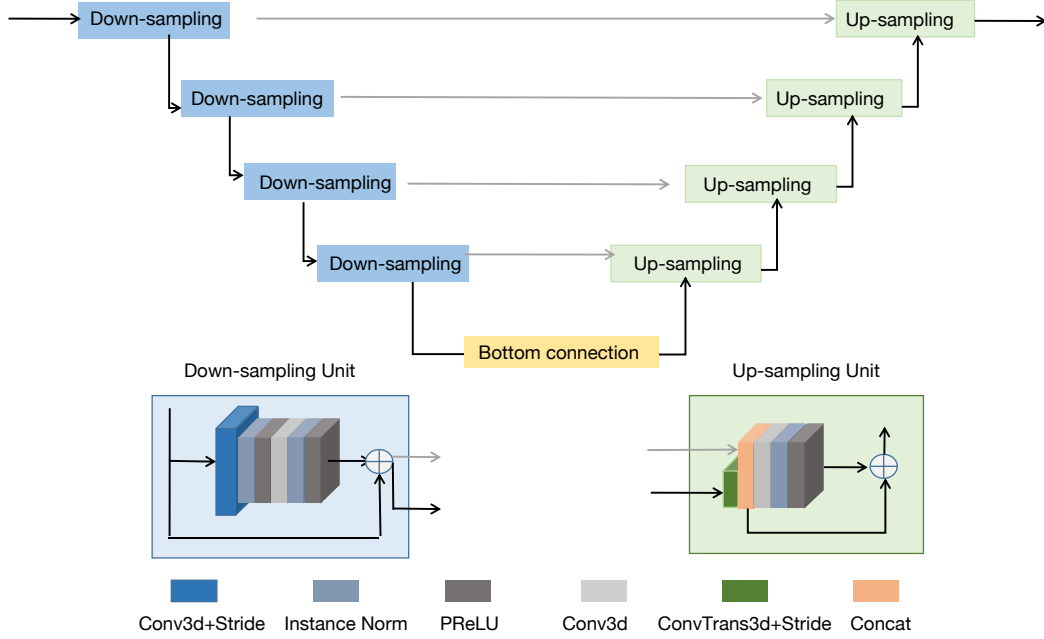 Down-sampling
Up-sampling
Down-sampling
Up-sampling
Down-sampling
Up-sampling
Down-sampling
Up-sampling
Bottom connection
Down-sampling Unit
Up-sampling Unit
Conv3d+Stride
Instance Norm
PReLU
Conv3d
ConvTrans3d+Stride
Concat